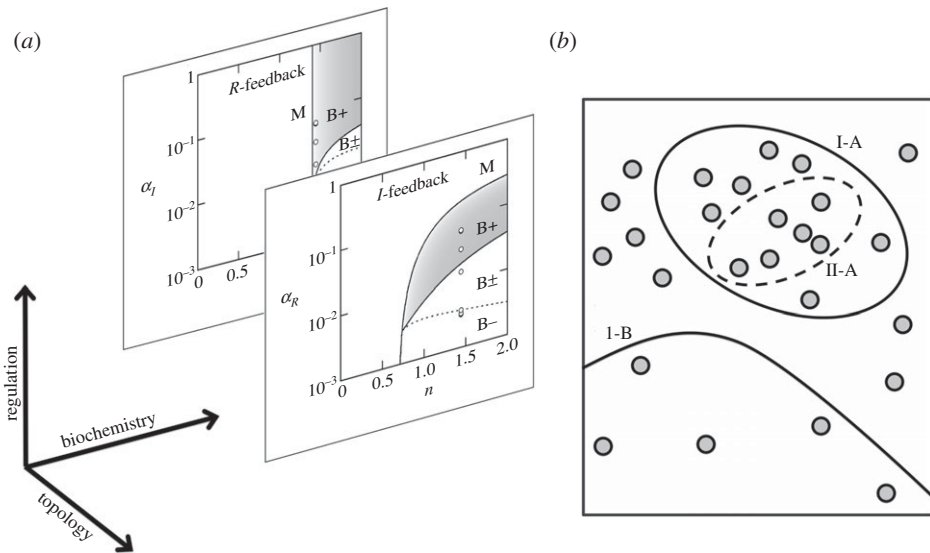 (a)
(b)
1
R-feedback
M
B+
B±
10⁻¹
α_I
10⁻²
10⁻³
0
0.5
1
I-feedback
M
B+
B±
B−
10⁻¹
α_R
10⁻²
10⁻³
0
0.5
1.0
1.5
2.0
n
regulation
biochemistry
topology
I-A
II-A
1-B